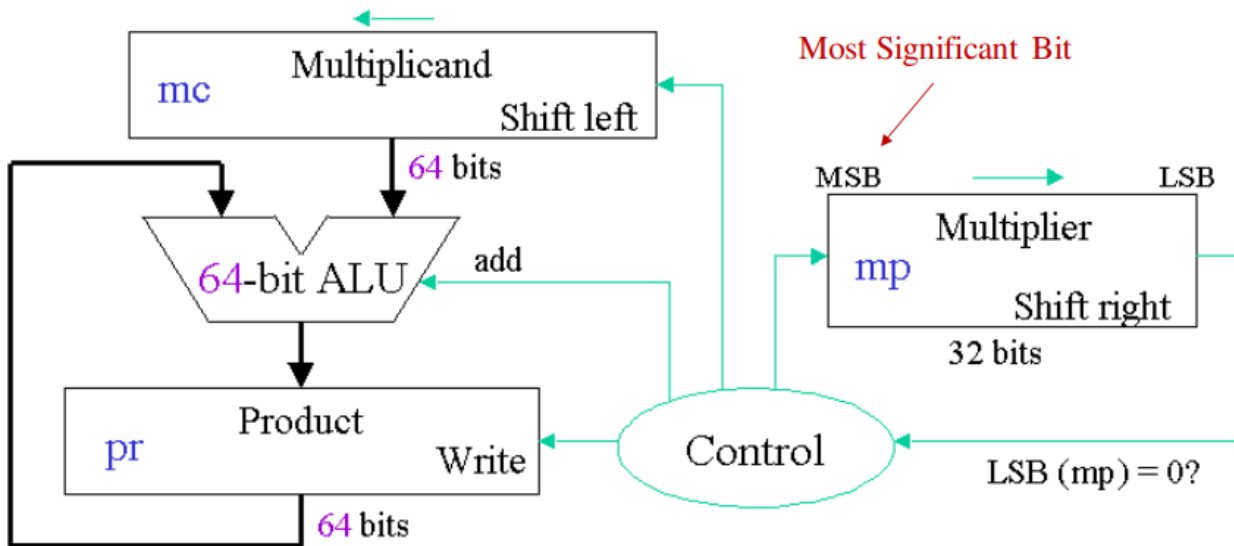 Most Significant Bit
Multiplicand
mc
Shift left
64 bits
MSB
LSB
Multiplier
mp
Shift right
32 bits
64-bit ALU
add
Product
pr
Write
Control
LSB (mp) = 0?
64 bits